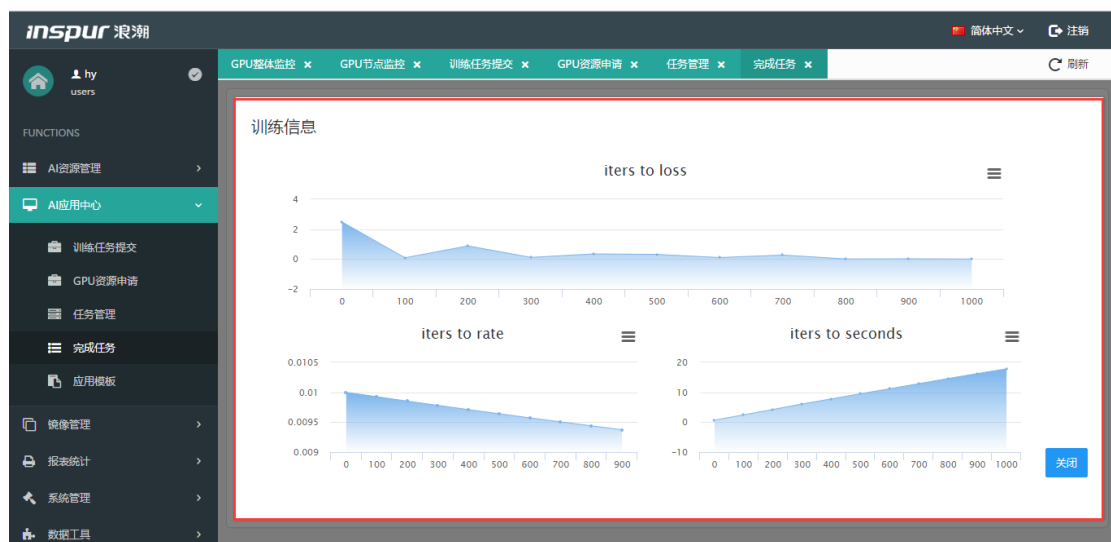 inspur 浪潮
简体中文
注销
hy
users
GPU整体监控 ×
GPU节点监控 ×
训练任务提交 ×
GPU资源申请 ×
任务管理 ×
完成任务 ×
刷新
FUNCTIONS
AI资源管理
AI应用中心
训练任务提交
GPU资源申请
任务管理
完成任务
应用模板
镜像管理
报表统计
系统管理
数据工具
训练信息
iters to loss
4
2
0
-2
0 100 200 300 400 500 600 700 800 900 1000
iters to rate
0.0105
0.01
0.0095
0.009
0 100 200 300 400 500 600 700 800 900
iters to seconds
20
10
0
-10
0 100 200 300 400 500 600 700 800 900 1000
关闭